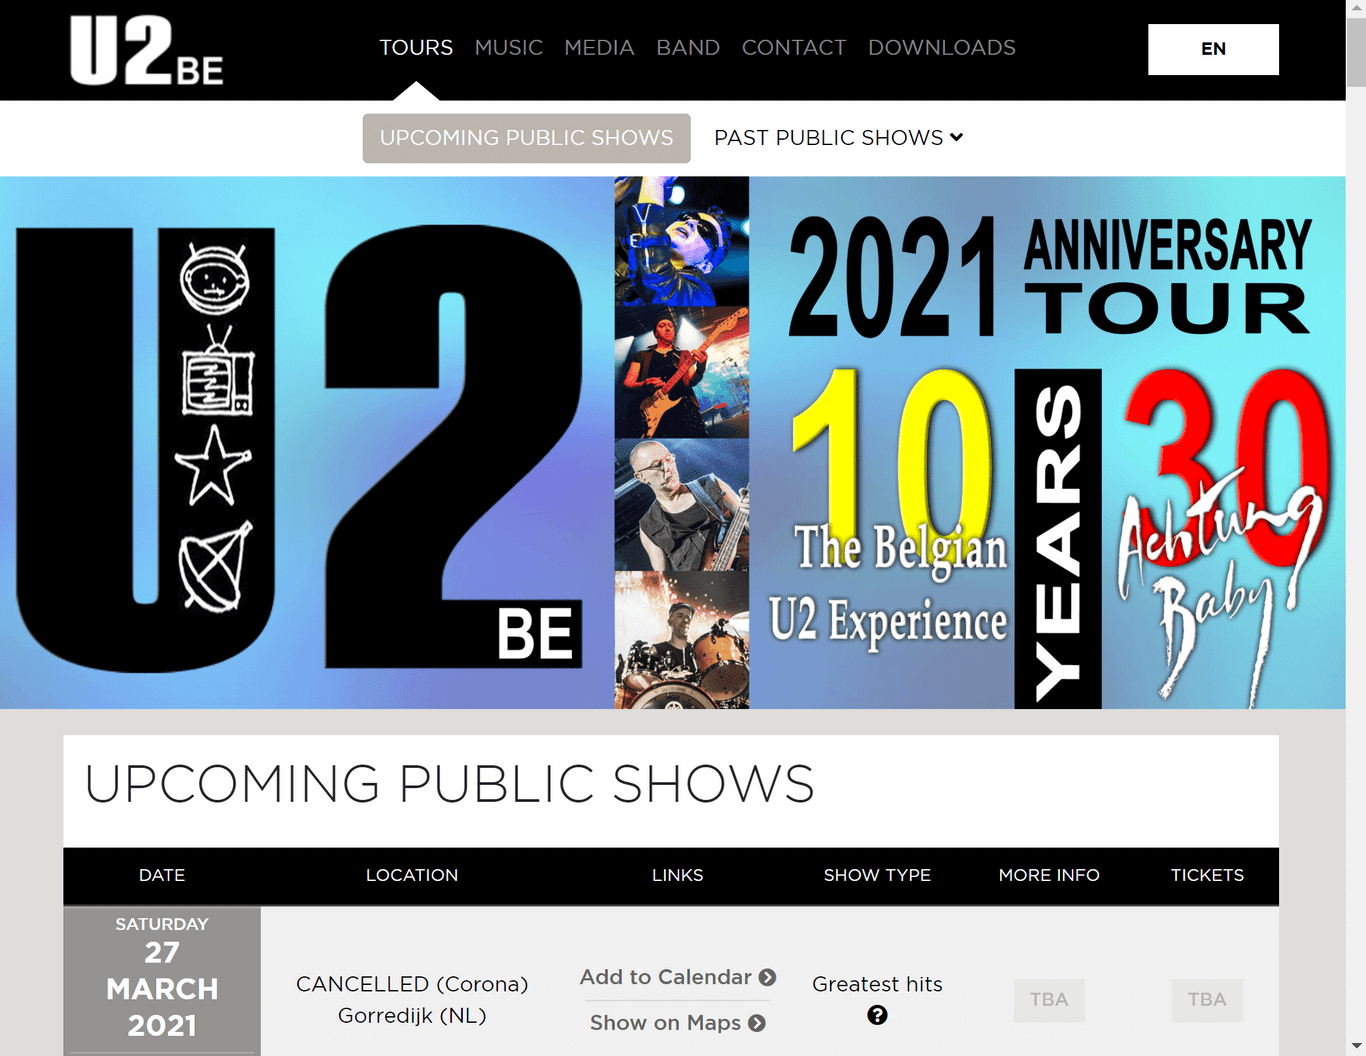 U2BE
TOURS MUSIC MEDIA BAND CONTACT DOWNLOADS
EN
UPCOMING PUBLIC SHOWS PAST PUBLIC SHOWS
U2
BE
2021 ANNIVERSARY
TOUR
10 YEARS 30
The Belgian
U2 Experience
Achtung
Baby
UPCOMING PUBLIC SHOWS
DATE LOCATION LINKS SHOW TYPE MORE INFO TICKETS
SATURDAY
27
MARCH
2021
CANCELLED (Corona)
Gorredijk (NL)
Add to Calendar
Show on Maps
Greatest hits
?
TBA
TBA